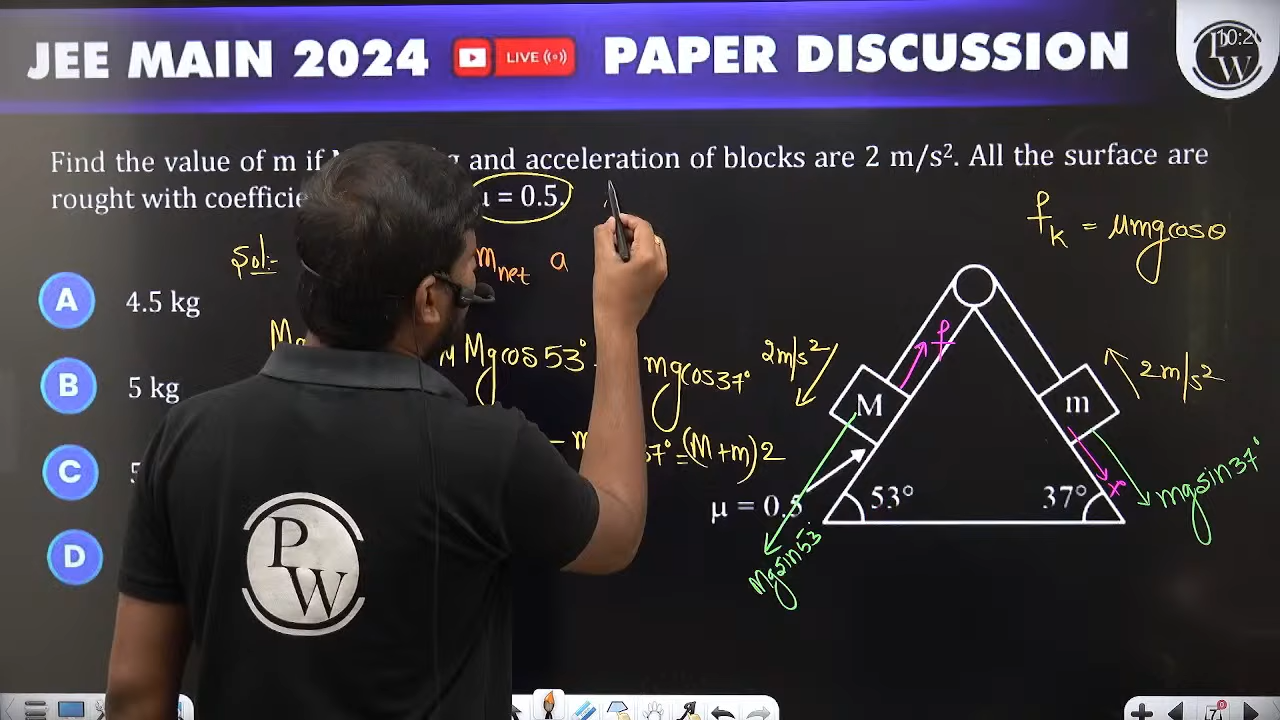 JEE MAIN 2024 LIVE PAPER DISCUSSION
PW
Find the value of m if and acceleration of blocks are 2 m/s². All the surface are
rought with = 0.5.
f_K = μmgcosθ
Sol:- m_net a
A 4.5 kg
Mgcos53° mgcos37° 2m/s² f 2m/s²
B 5 kg
M m
37° = (M+m)2
C
mgsin37°
μ = 0.5 53° 37°
D
Mgsin53
PW